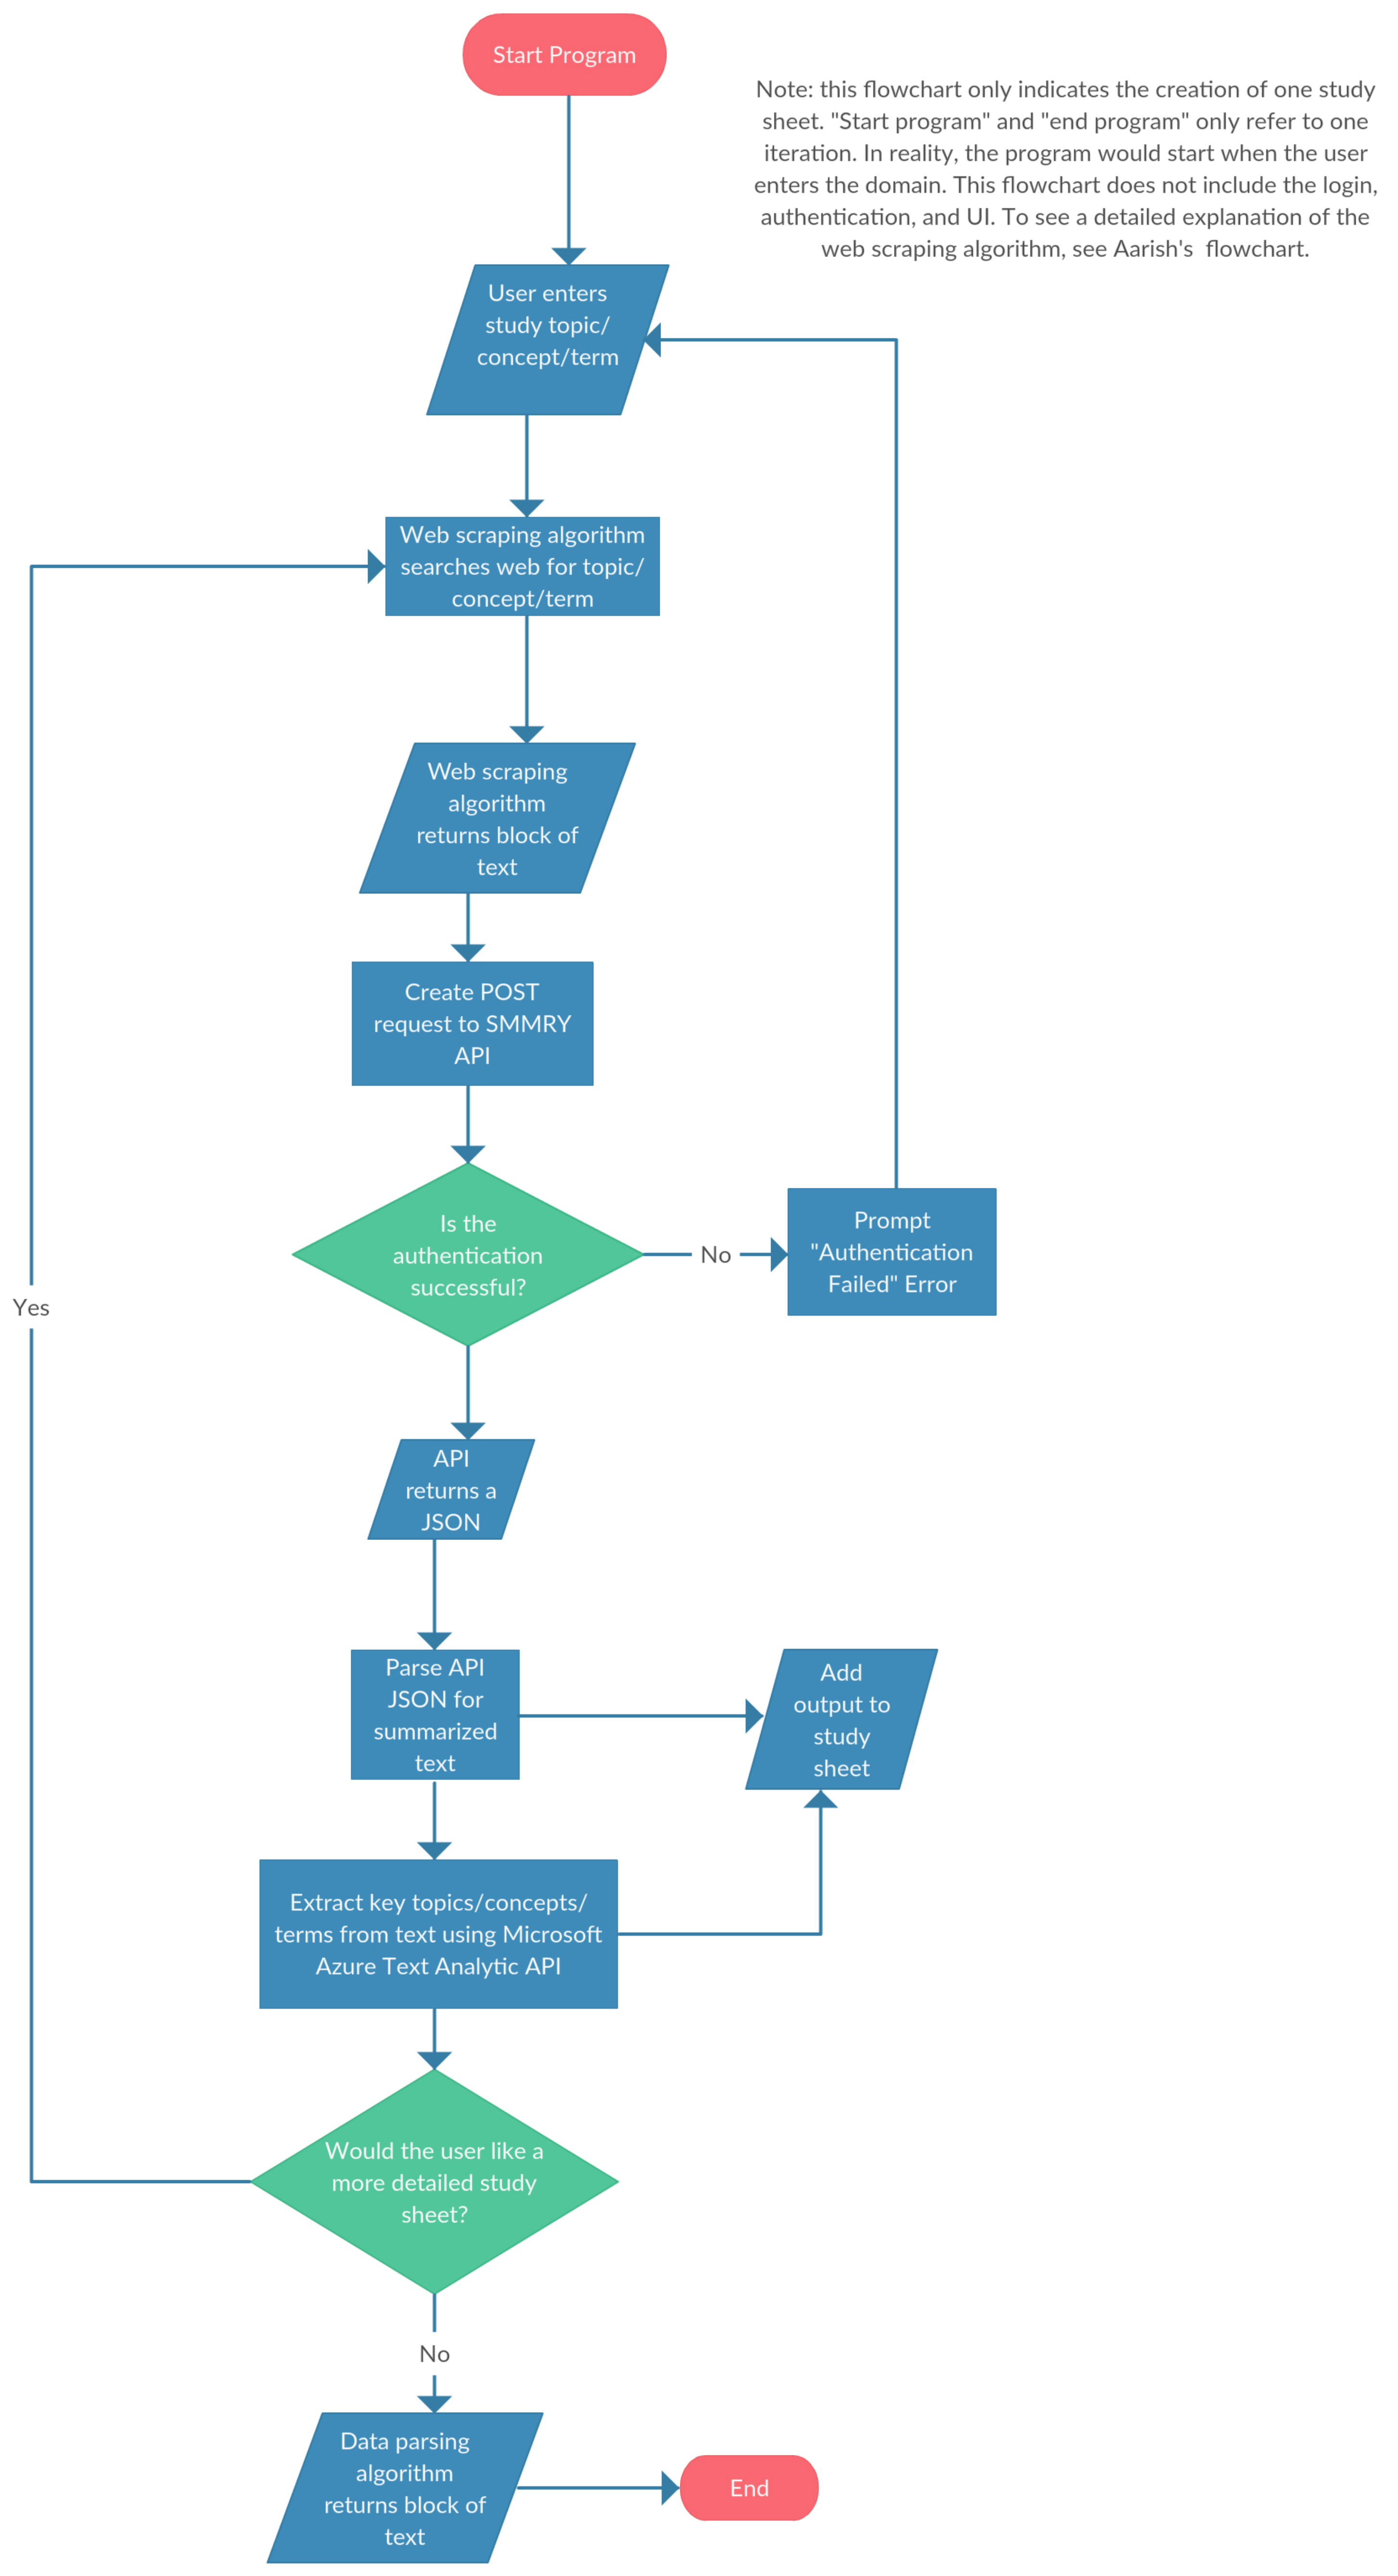 Start Program
Note: this flowchart only indicates the creation of one study
sheet. "Start program" and "end program" only refer to one
iteration. In reality, the program would start when the user
enters the domain. This flowchart does not include the login,
authentication, and UI. To see a detailed explanation of the
web scraping algorithm, see Aarish's flowchart.
User enters
study topic/
concept/term
Web scraping algorithm
searches web for topic/
concept/term
Web scraping
algorithm
returns block of
text
Create POST
request to SMMRY
API
Is the
authentication
successful?
No
Prompt
"Authentication
Failed" Error
Yes
API
returns a
JSON
Parse API
JSON for
summarized
text
Add
output to
study
sheet
Extract key topics/concepts/
terms from text using Microsoft
Azure Text Analytic API
Would the user like a
more detailed study
sheet?
No
Data parsing
algorithm
returns block of
text
End